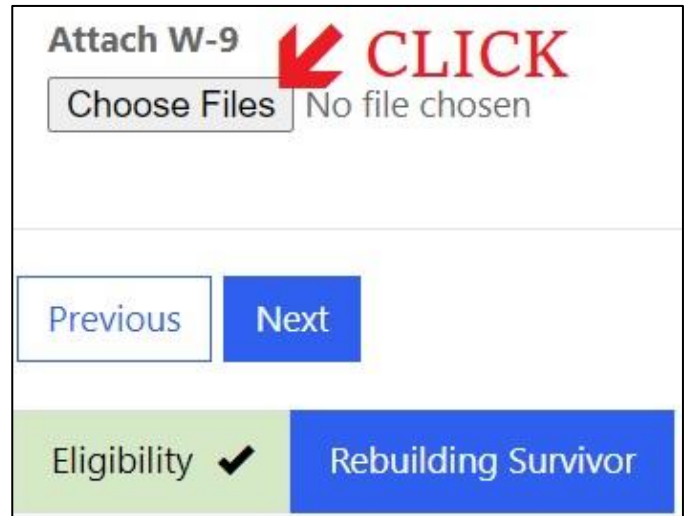 Attach W-9
CLICK
Choose Files No file chosen
Previous Next
Eligibility ✔ Rebuilding Survivor